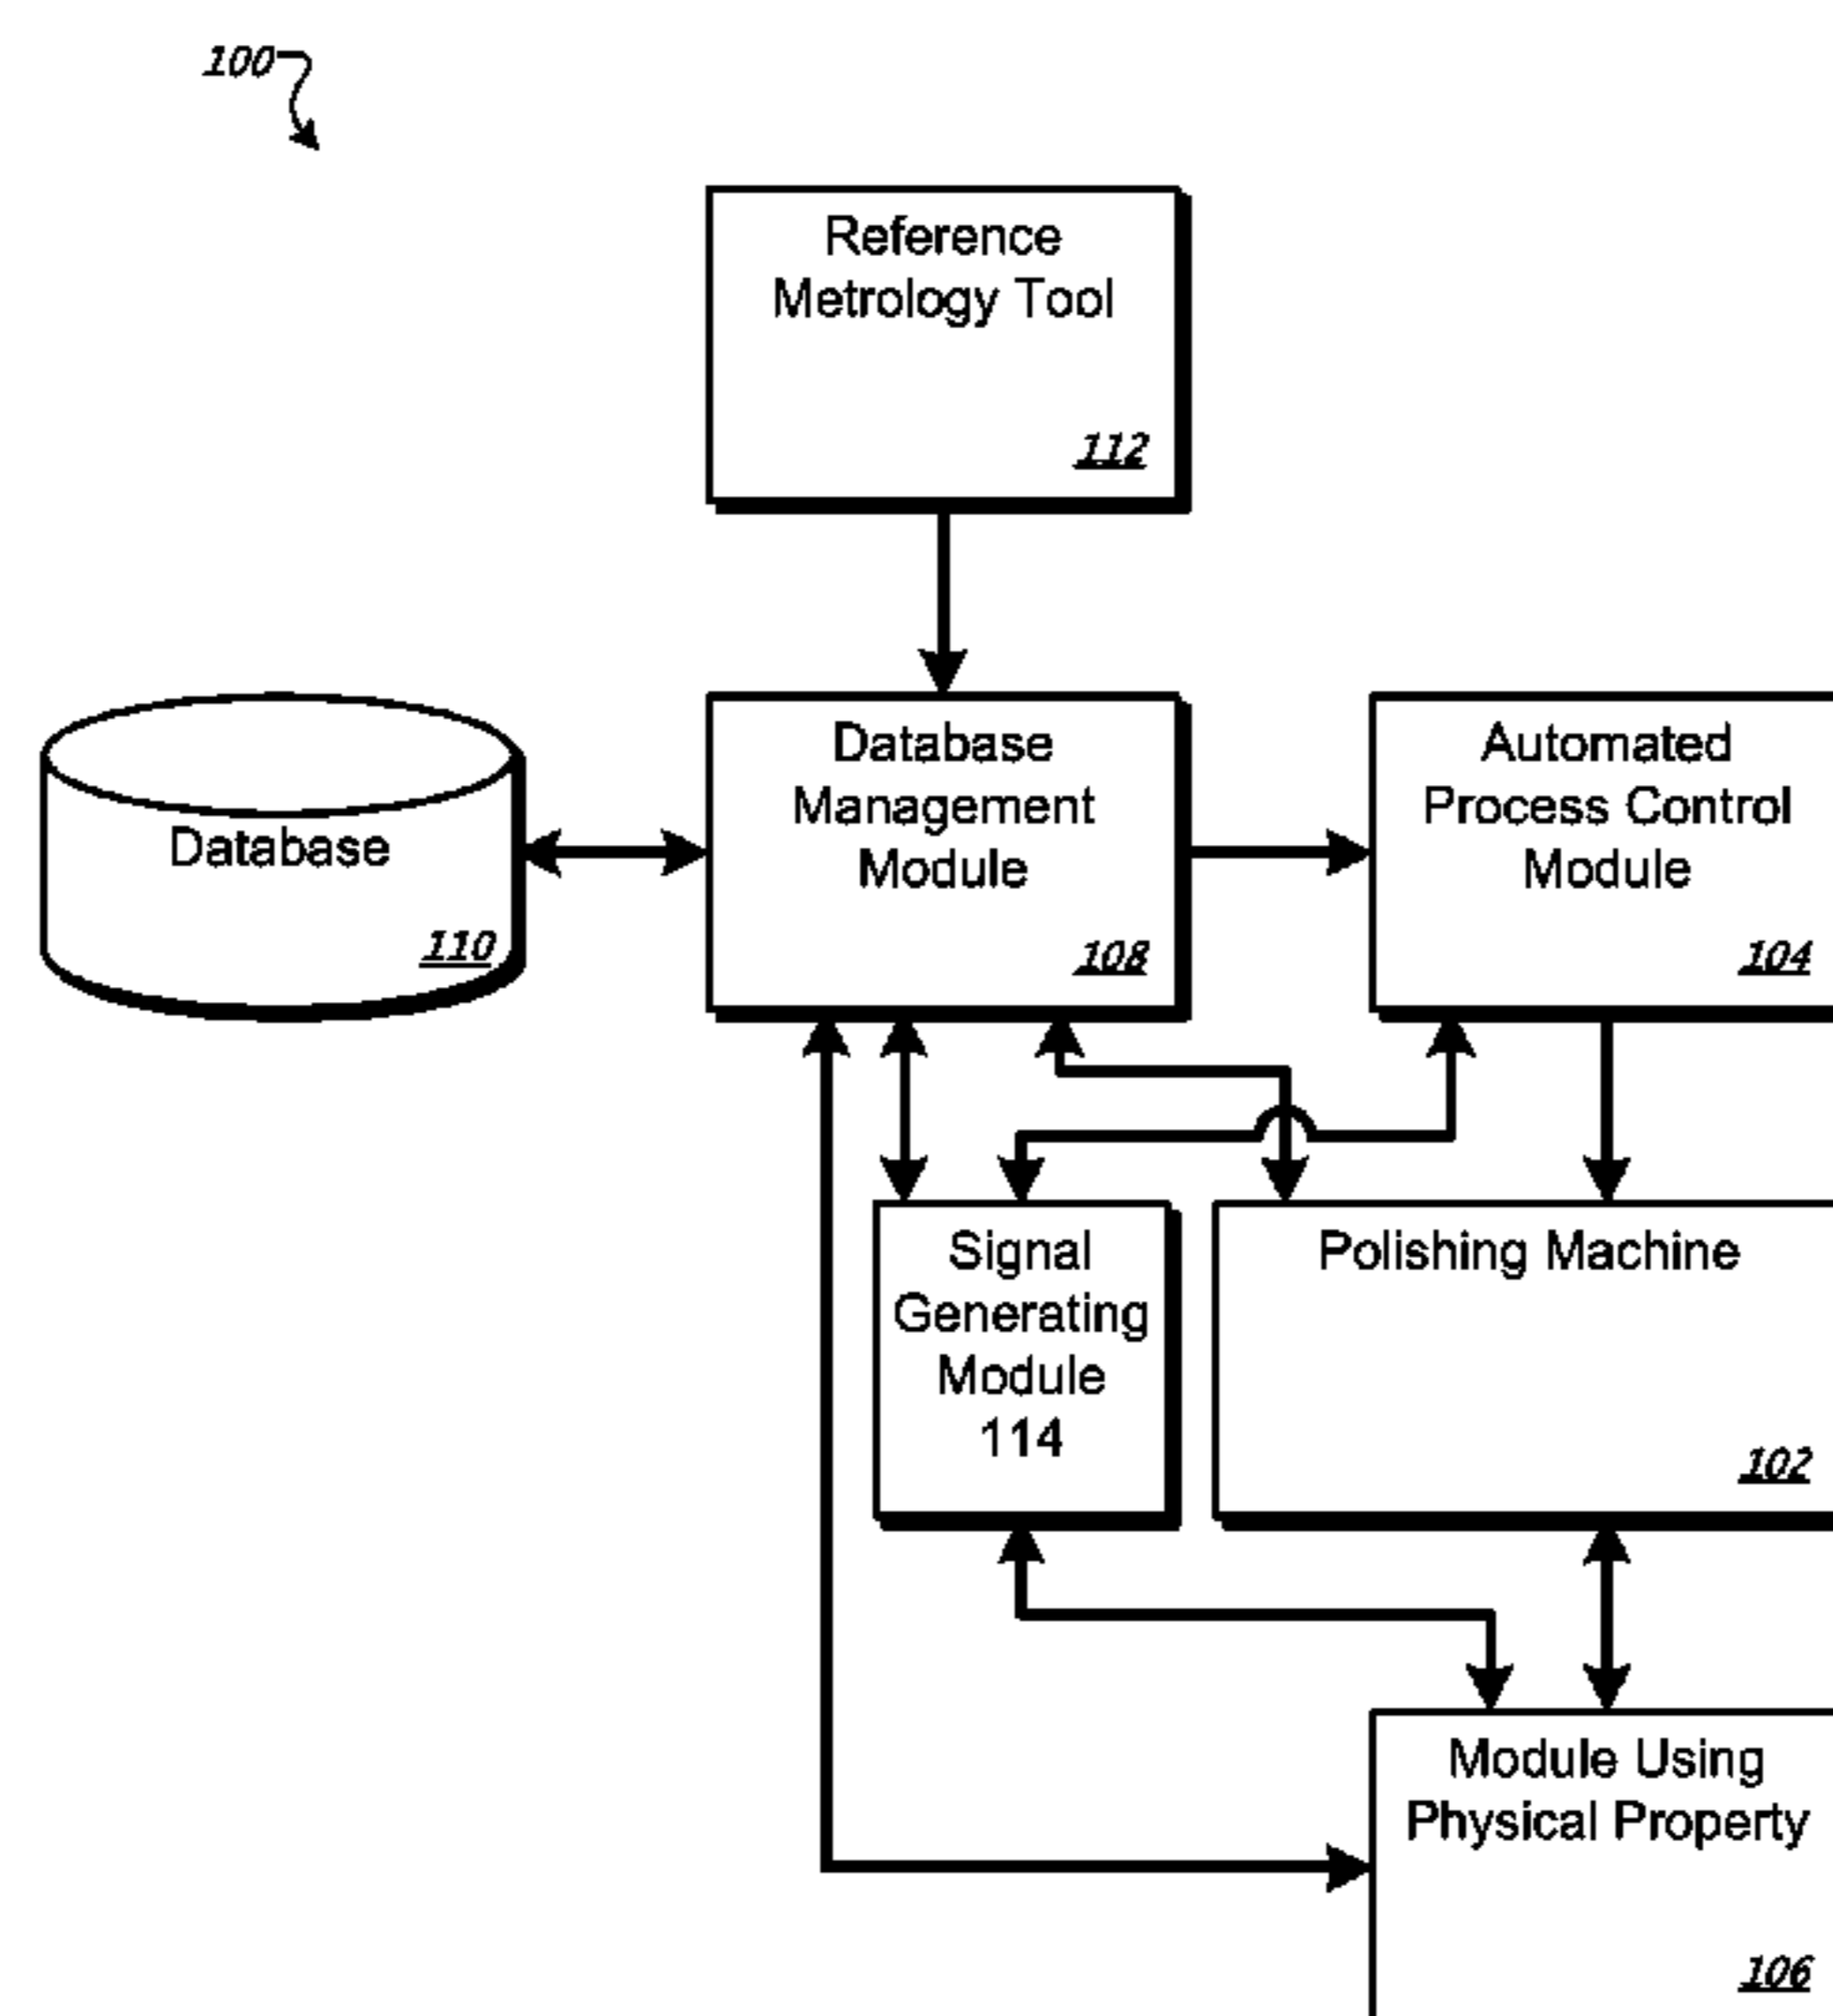 100
Reference
Metrology Tool
112
Database
110
Database
Management
Module
108
Automated
Process Control
Module
104
Signal
Generating
Module
114
Polishing Machine
102
Module Using
Physical Property
106